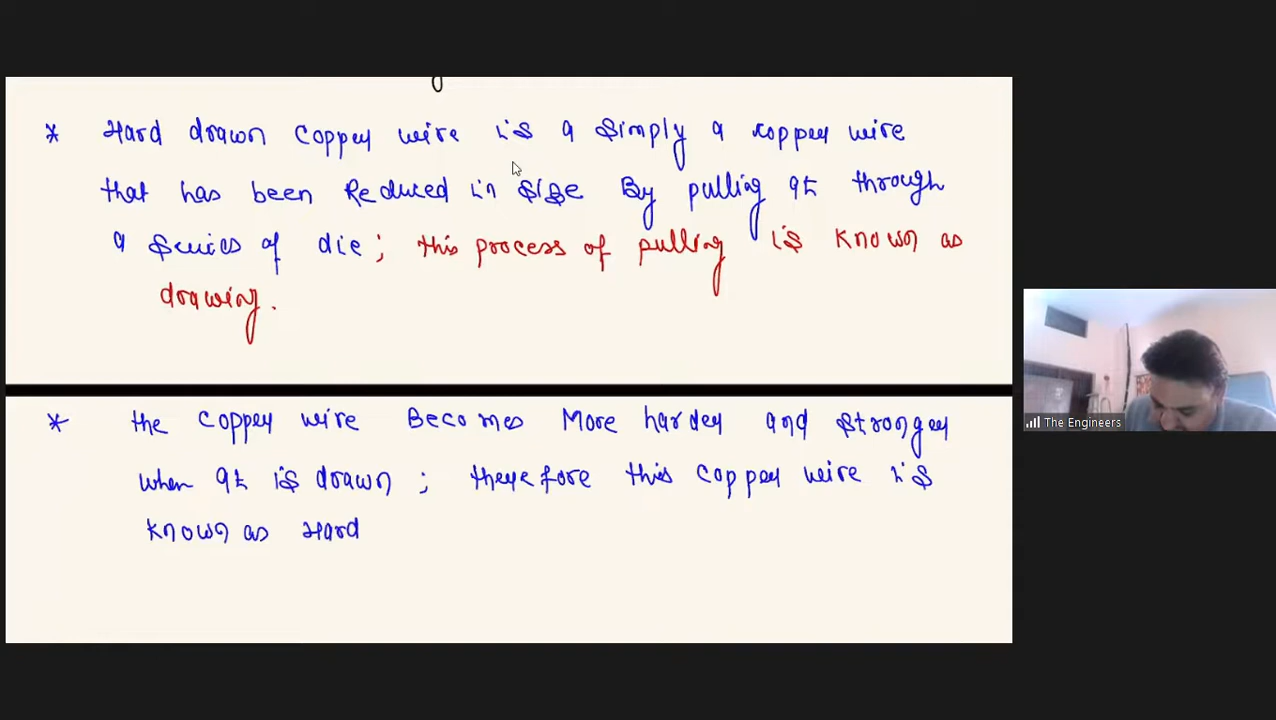 * Hard drawn Copper wire is a simply a copper wire
that has been Reduced in size By pulling it through
a series of die; this process of pulling is known as
drawing.
* the Copper wire Becomes More harder and stronger
when it is drawn; therefore this copper wire is
known as Hard
The Engineers